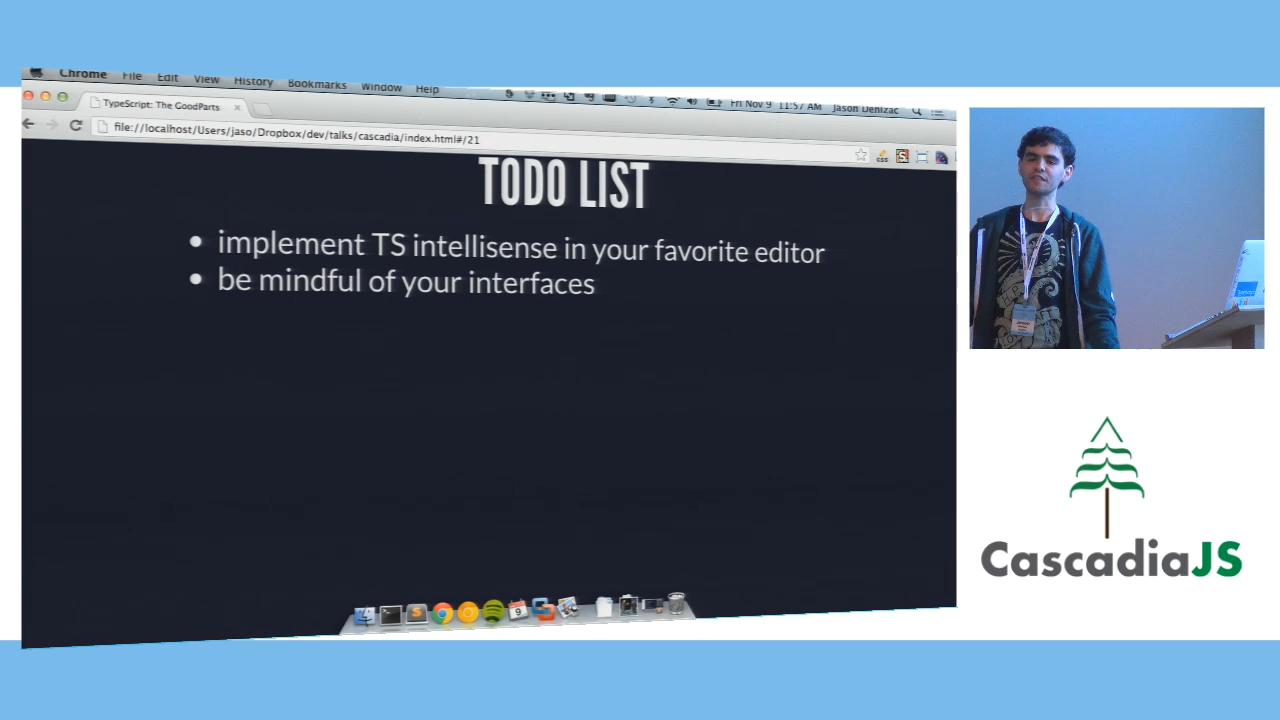 Chrome File Edit View History Bookmarks Window Help Fri Nov 9 11:57 AM Jason Denizac
TypeScript: The GoodParts
file://localhost/Users/jaso/Dropbox/dev/talks/cascadia/index.html#/21
TODO LIST
implement TS intellisense in your favorite editor
be mindful of your interfaces
CascadiaJS